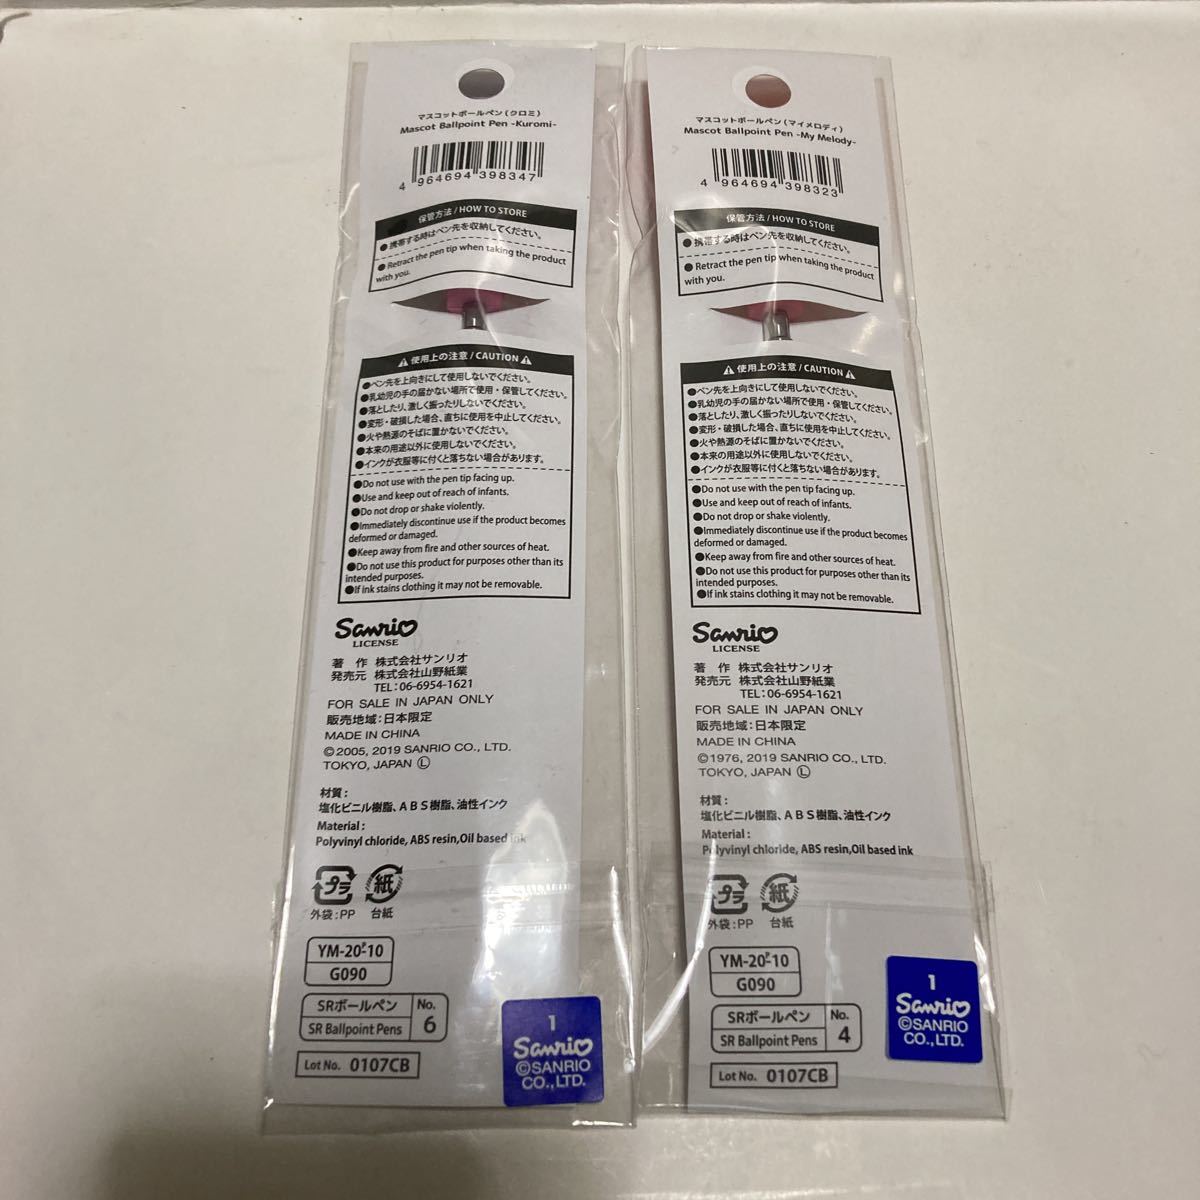 マスコットボールペン(クロミ)
Mascot Ballpoint Pen -Kuromi-
4 964694 398347
保管方法 / HOW TO STORE
●携帯する時はペン先を収納してください。
●Retract the pen tip when taking the product
with you.
⚠使用上の注意 / CAUTION⚠
●ペン先を上向きにして使用しないでください。
●乳幼児の手の届かない場所で使用・保管してください。
●落としたり、激しく振ったりしないでください。
●変形・破損した場合、直ちに使用を中止してください。
●火や熱源のそばに置かないでください。
●本来の用途以外に使用しないでください。
●インクが衣服等に付くと落ちない場合があります。
●Do not use with the pen tip facing up.
●Use and keep out of reach of infants.
●Do not drop or shake violently.
●Immediately discontinue use if the product becomes
deformed or damaged.
●Keep away from fire and other sources of heat.
●Do not use this product for purposes other than its
intended purposes.
●If ink stains clothing it may not be removable.
Sanrio
LICENSE
著 作 株式会社サンリオ
発売元 株式会社山野紙業
TEL:06-6954-1621
FOR SALE IN JAPAN ONLY
販売地域:日本限定
MADE IN CHINA
©2005, 2019 SANRIO CO., LTD.
TOKYO, JAPAN Ⓛ
材質:
塩化ビニル樹脂、ABS樹脂、油性インク
Material :
Polyvinyl chloride, ABS resin,Oil based ink
プラ 紙
外袋:PP 台紙
YM-20-10
G090
SRボールペン No.
SR Ballpoint Pens 6
Lot No. 0107CB
1
Sanrio
©SANRIO
CO.,LTD.
マスコットボールペン(マイメロディ)
Mascot Ballpoint Pen -My Melody-
4 964694 398323
保管方法 / HOW TO STORE
●携帯する時はペン先を収納してください。
●Retract the pen tip when taking the product
with you.
⚠使用上の注意 / CAUTION⚠
●ペン先を上向きにして使用しないでください。
●乳幼児の手の届かない場所で使用・保管してください。
●落としたり、激しく振ったりしないでください。
●変形・破損した場合、直ちに使用を中止してください。
●火や熱源のそばに置かないでください。
●本来の用途以外に使用しないでください。
●インクが衣服等に付くと落ちない場合があります。
●Do not use with the pen tip facing up.
●Use and keep out of reach of infants.
●Do not drop or shake violently.
●Immediately discontinue use if the product becomes
deformed or damaged.
●Keep away from fire and other sources of heat.
●Do not use this product for purposes other than its
intended purposes.
●If ink stains clothing it may not be removable.
Sanrio
LICENSE
著 作 株式会社サンリオ
発売元 株式会社山野紙業
TEL:06-6954-1621
FOR SALE IN JAPAN ONLY
販売地域:日本限定
MADE IN CHINA
©1976, 2019 SANRIO CO., LTD.
TOKYO, JAPAN Ⓛ
材質:
塩化ビニル樹脂、ABS樹脂、油性インク
Material :
Polyvinyl chloride, ABS resin,Oil based ink
プラ 紙
外袋:PP 台紙
YM-20-10
G090
SRボールペン No.
SR Ballpoint Pens 4
Lot No. 0107CB
1
Sanrio
©SANRIO
CO.,LTD.